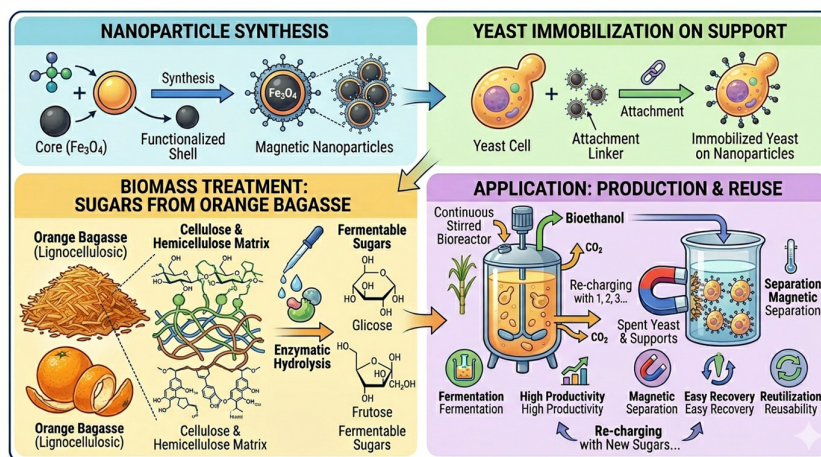 NANOPARTICLE SYNTHESIS
Synthesis
Core (Fe₃O₄)
Functionalized
Shell
Fe₃O₄
Magnetic Nanoparticles
YEAST IMMOBILIZATION ON SUPPORT
Attachment
Yeast Cell
Attachment
Linker
Immobilized Yeast
on Nanoparticles
BIOMASS TREATMENT:
SUGARS FROM ORANGE BAGASSE
Orange Bagasse
(Lignocellulosic)
Cellulose &
Hemicellulose Matrix
Fermentable
Sugars
Glicose
Enzymatic
Hydrolysis
Frutose
Orange Bagasse
(Lignocellulosic)
Cellulose &
Hemicellulose Matrix
Fermentable
Sugars
APPLICATION: PRODUCTION & REUSE
Continuous
Stirred
Bioreactor
Bioethanol
CO₂
Re-charging
with 1, 2, 3...
CO₂
Spent Yeast
& Supports
Separation
Magnetic
Separation
Fermentation
Fermentation
High Productivity
High Productivity
Magnetic
Separation
Easy Recovery
Easy Recovery
Reutilization
Reusability
Re-charging
with New Sugars...